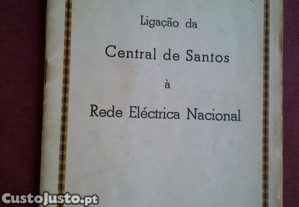 Ligação da
Central de Santos
à
Rede Eléctrica Nacional
CustoJusto.pt